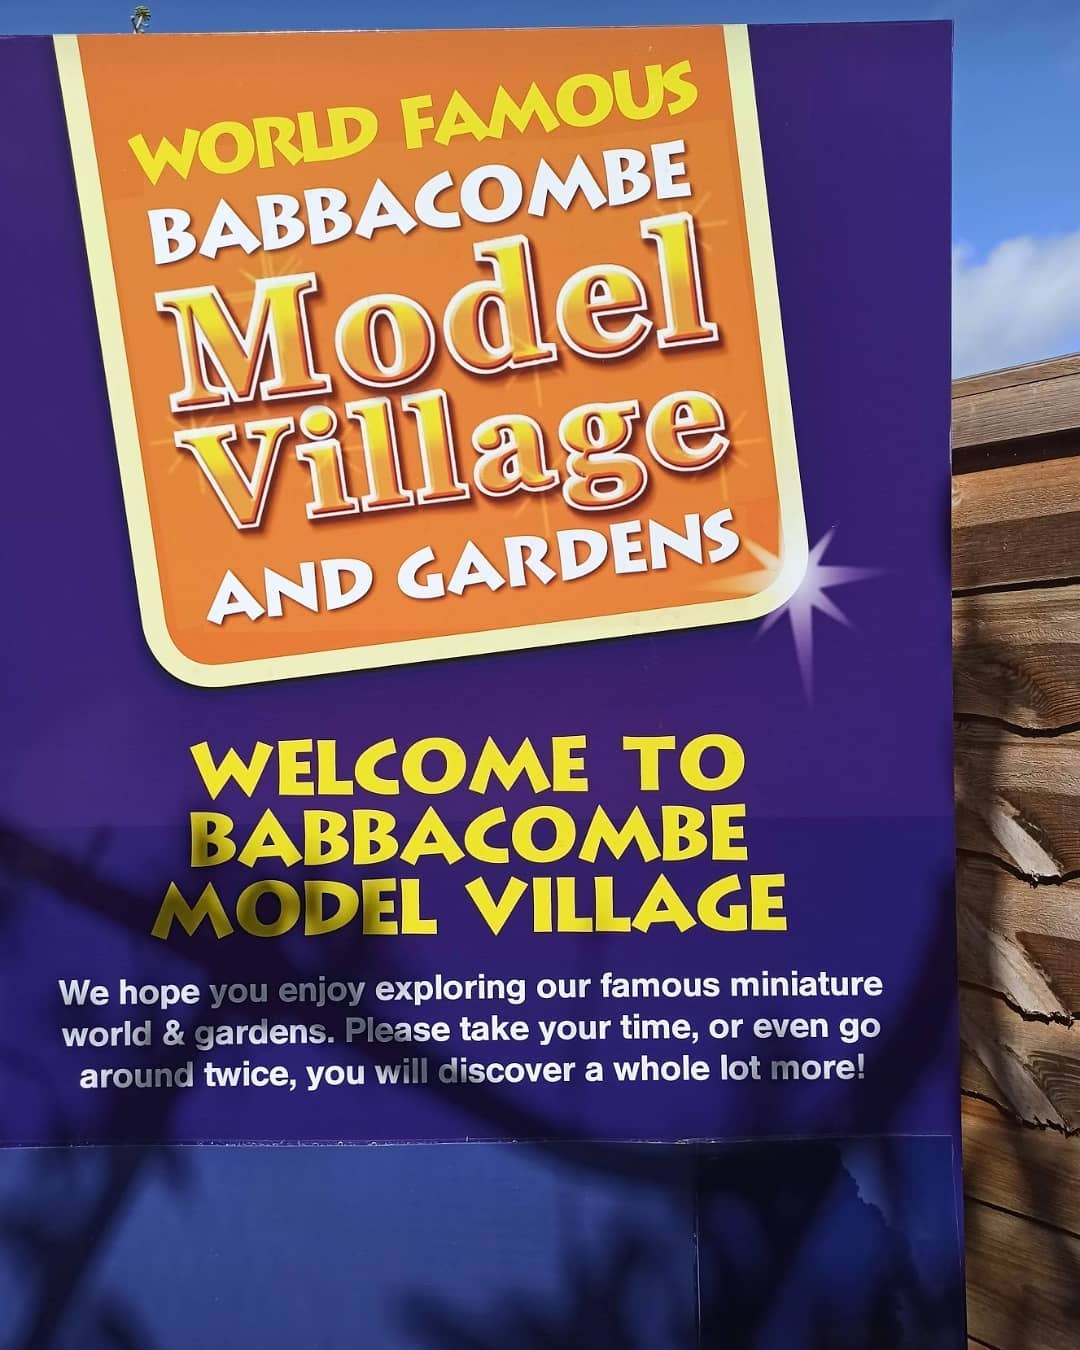 WORLD FAMOUS
BABBACOMBE
Model
Village
AND GARDENS
WELCOME TO
BABBACOMBE
MODEL VILLAGE
We hope you enjoy exploring our famous miniature
world & gardens. Please take your time, or even go
around twice, you will discover a whole lot more!